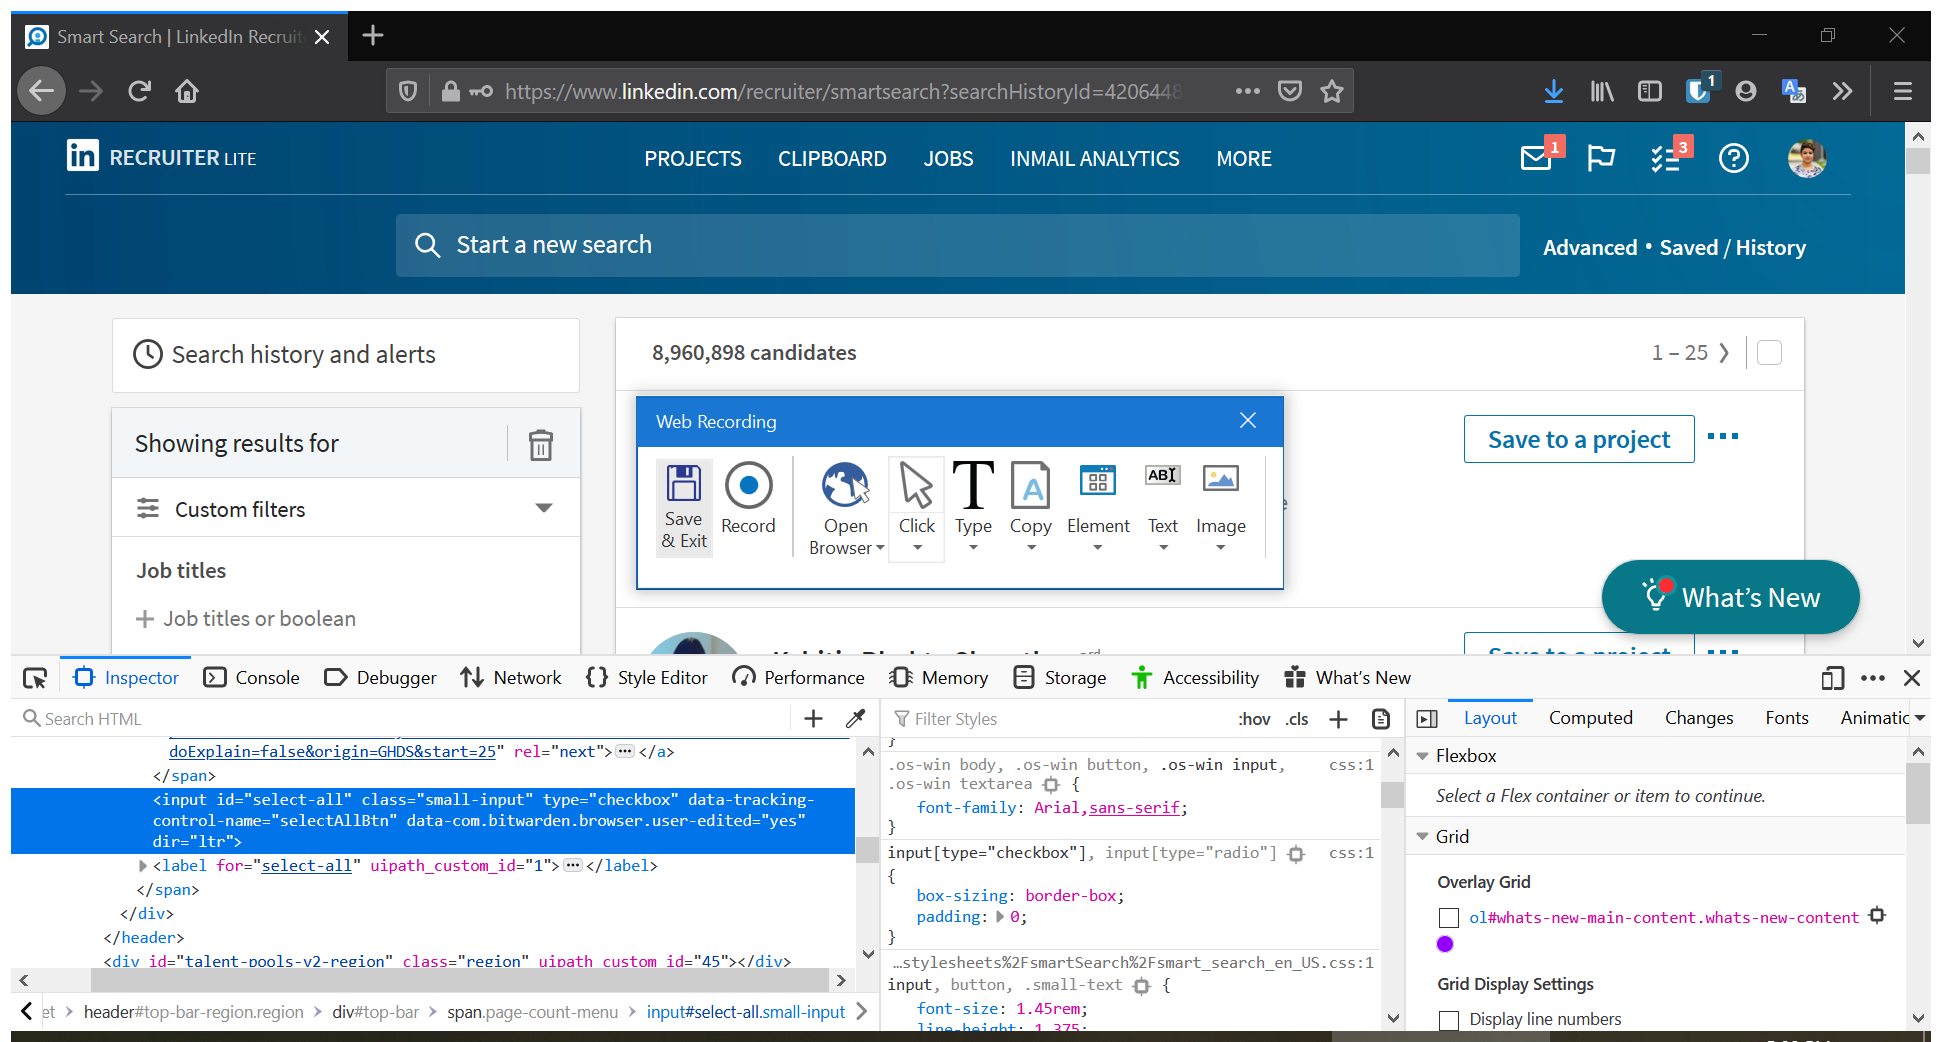 Smart Search | LinkedIn Recruit
https://www.linkedin.com/recruiter/smartsearch?searchHistoryId=4206448
1
in RECRUITER LITE
PROJECTS CLIPBOARD JOBS INMAIL ANALYTICS MORE
1
3
Start a new search
Advanced • Saved / History
Search history and alerts
8,960,898 candidates
1 – 25
Showing results for
Custom filters
Job titles
Job titles or boolean
Web Recording
Save & Exit
Record
Open Browser
Click
Type
Copy
Element
Text
Image
Save to a project
What's New
Save to a project
Inspector Console Debugger Network Style Editor Performance Memory Storage Accessibility What's New
Search HTML
Filter Styles
:hov .cls
Layout Computed Changes Fonts Animatic
doExplain=false&origin=GHDS&start=25" rel="next"> ••• </a>
</span>
<input id="select-all" class="small-input" type="checkbox" data-tracking-
control-name="selectAllBtn" data-com.bitwarden.browser.user-edited="yes"
dir="ltr">
<label for="select-all" uipath_custom_id="1"> ••• </label>
</span>
</div>
</header>
<div id="talent-pools-v2-region" class="region" uipath_custom_id="45"></div>
et > header#top-bar-region.region > div#top-bar > span.page-count-menu > input#select-all.small-input
}
.os-win body, .os-win button, .os-win input, css:1
.os-win textarea {
font-family: Arial,sans-serif;
}
input[type="checkbox"], input[type="radio"] css:1
{
box-sizing: border-box;
padding: 0;
}
…stylesheets%2FsmartSearch%2Fsmart_search_en_US.css:1
input, button, .small-text {
font-size: 1.45rem;
line-height: 1.375;
Flexbox
Select a Flex container or item to continue.
Grid
Overlay Grid
ol#whats-new-main-content.whats-new-content
Grid Display Settings
Display line numbers